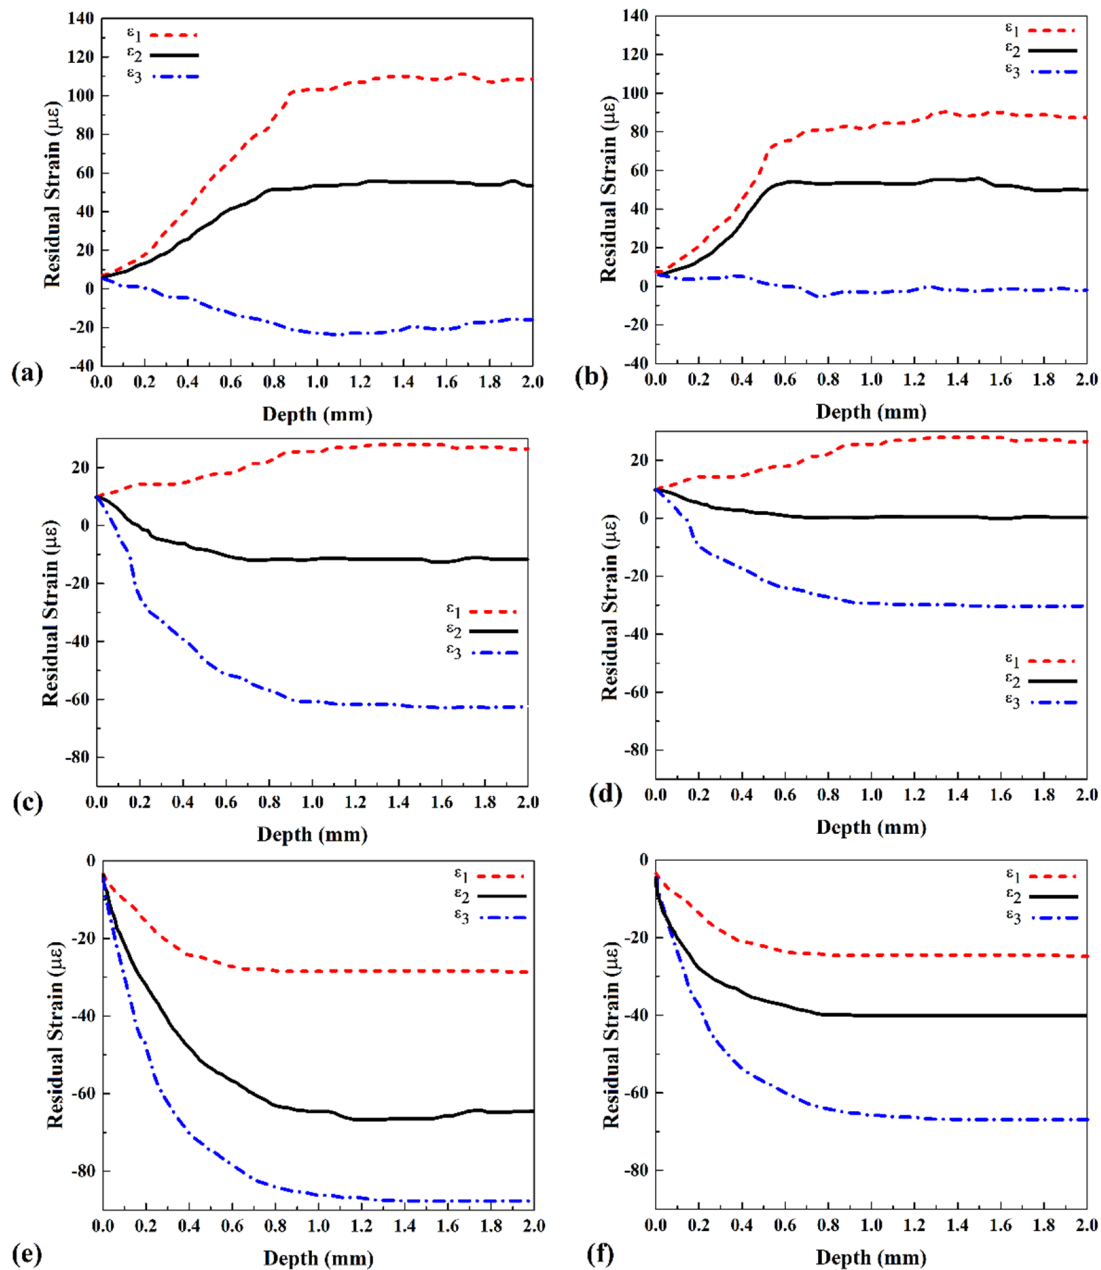 140
120
100
80
60
40
20
0
-20
-40
Residual Strain (με)
ε1
ε2
ε3
0.0 0.2 0.4 0.6 0.8 1.0 1.2 1.4 1.6 1.8 2.0
Depth (mm)
(a)
140
120
100
80
60
40
20
0
-20
-40
Residual Strain (με)
ε1
ε2
ε3
0.0 0.2 0.4 0.6 0.8 1.0 1.2 1.4 1.6 1.8 2.0
Depth (mm)
(b)
20
0
-20
-40
-60
-80
Residual Strain (με)
ε1
ε2
ε3
0.0 0.2 0.4 0.6 0.8 1.0 1.2 1.4 1.6 1.8 2.0
Depth (mm)
(c)
20
0
-20
-40
-60
-80
Residual Strain (με)
ε1
ε2
ε3
0.0 0.2 0.4 0.6 0.8 1.0 1.2 1.4 1.6 1.8 2.0
Depth (mm)
(d)
0
-20
-40
-60
-80
Residual Strain (με)
ε1
ε2
ε3
0.0 0.2 0.4 0.6 0.8 1.0 1.2 1.4 1.6 1.8 2.0
Depth (mm)
(e)
0
-20
-40
-60
-80
Residual Strain (με)
ε1
ε2
ε3
0.0 0.2 0.4 0.6 0.8 1.0 1.2 1.4 1.6 1.8 2.0
Depth (mm)
(f)